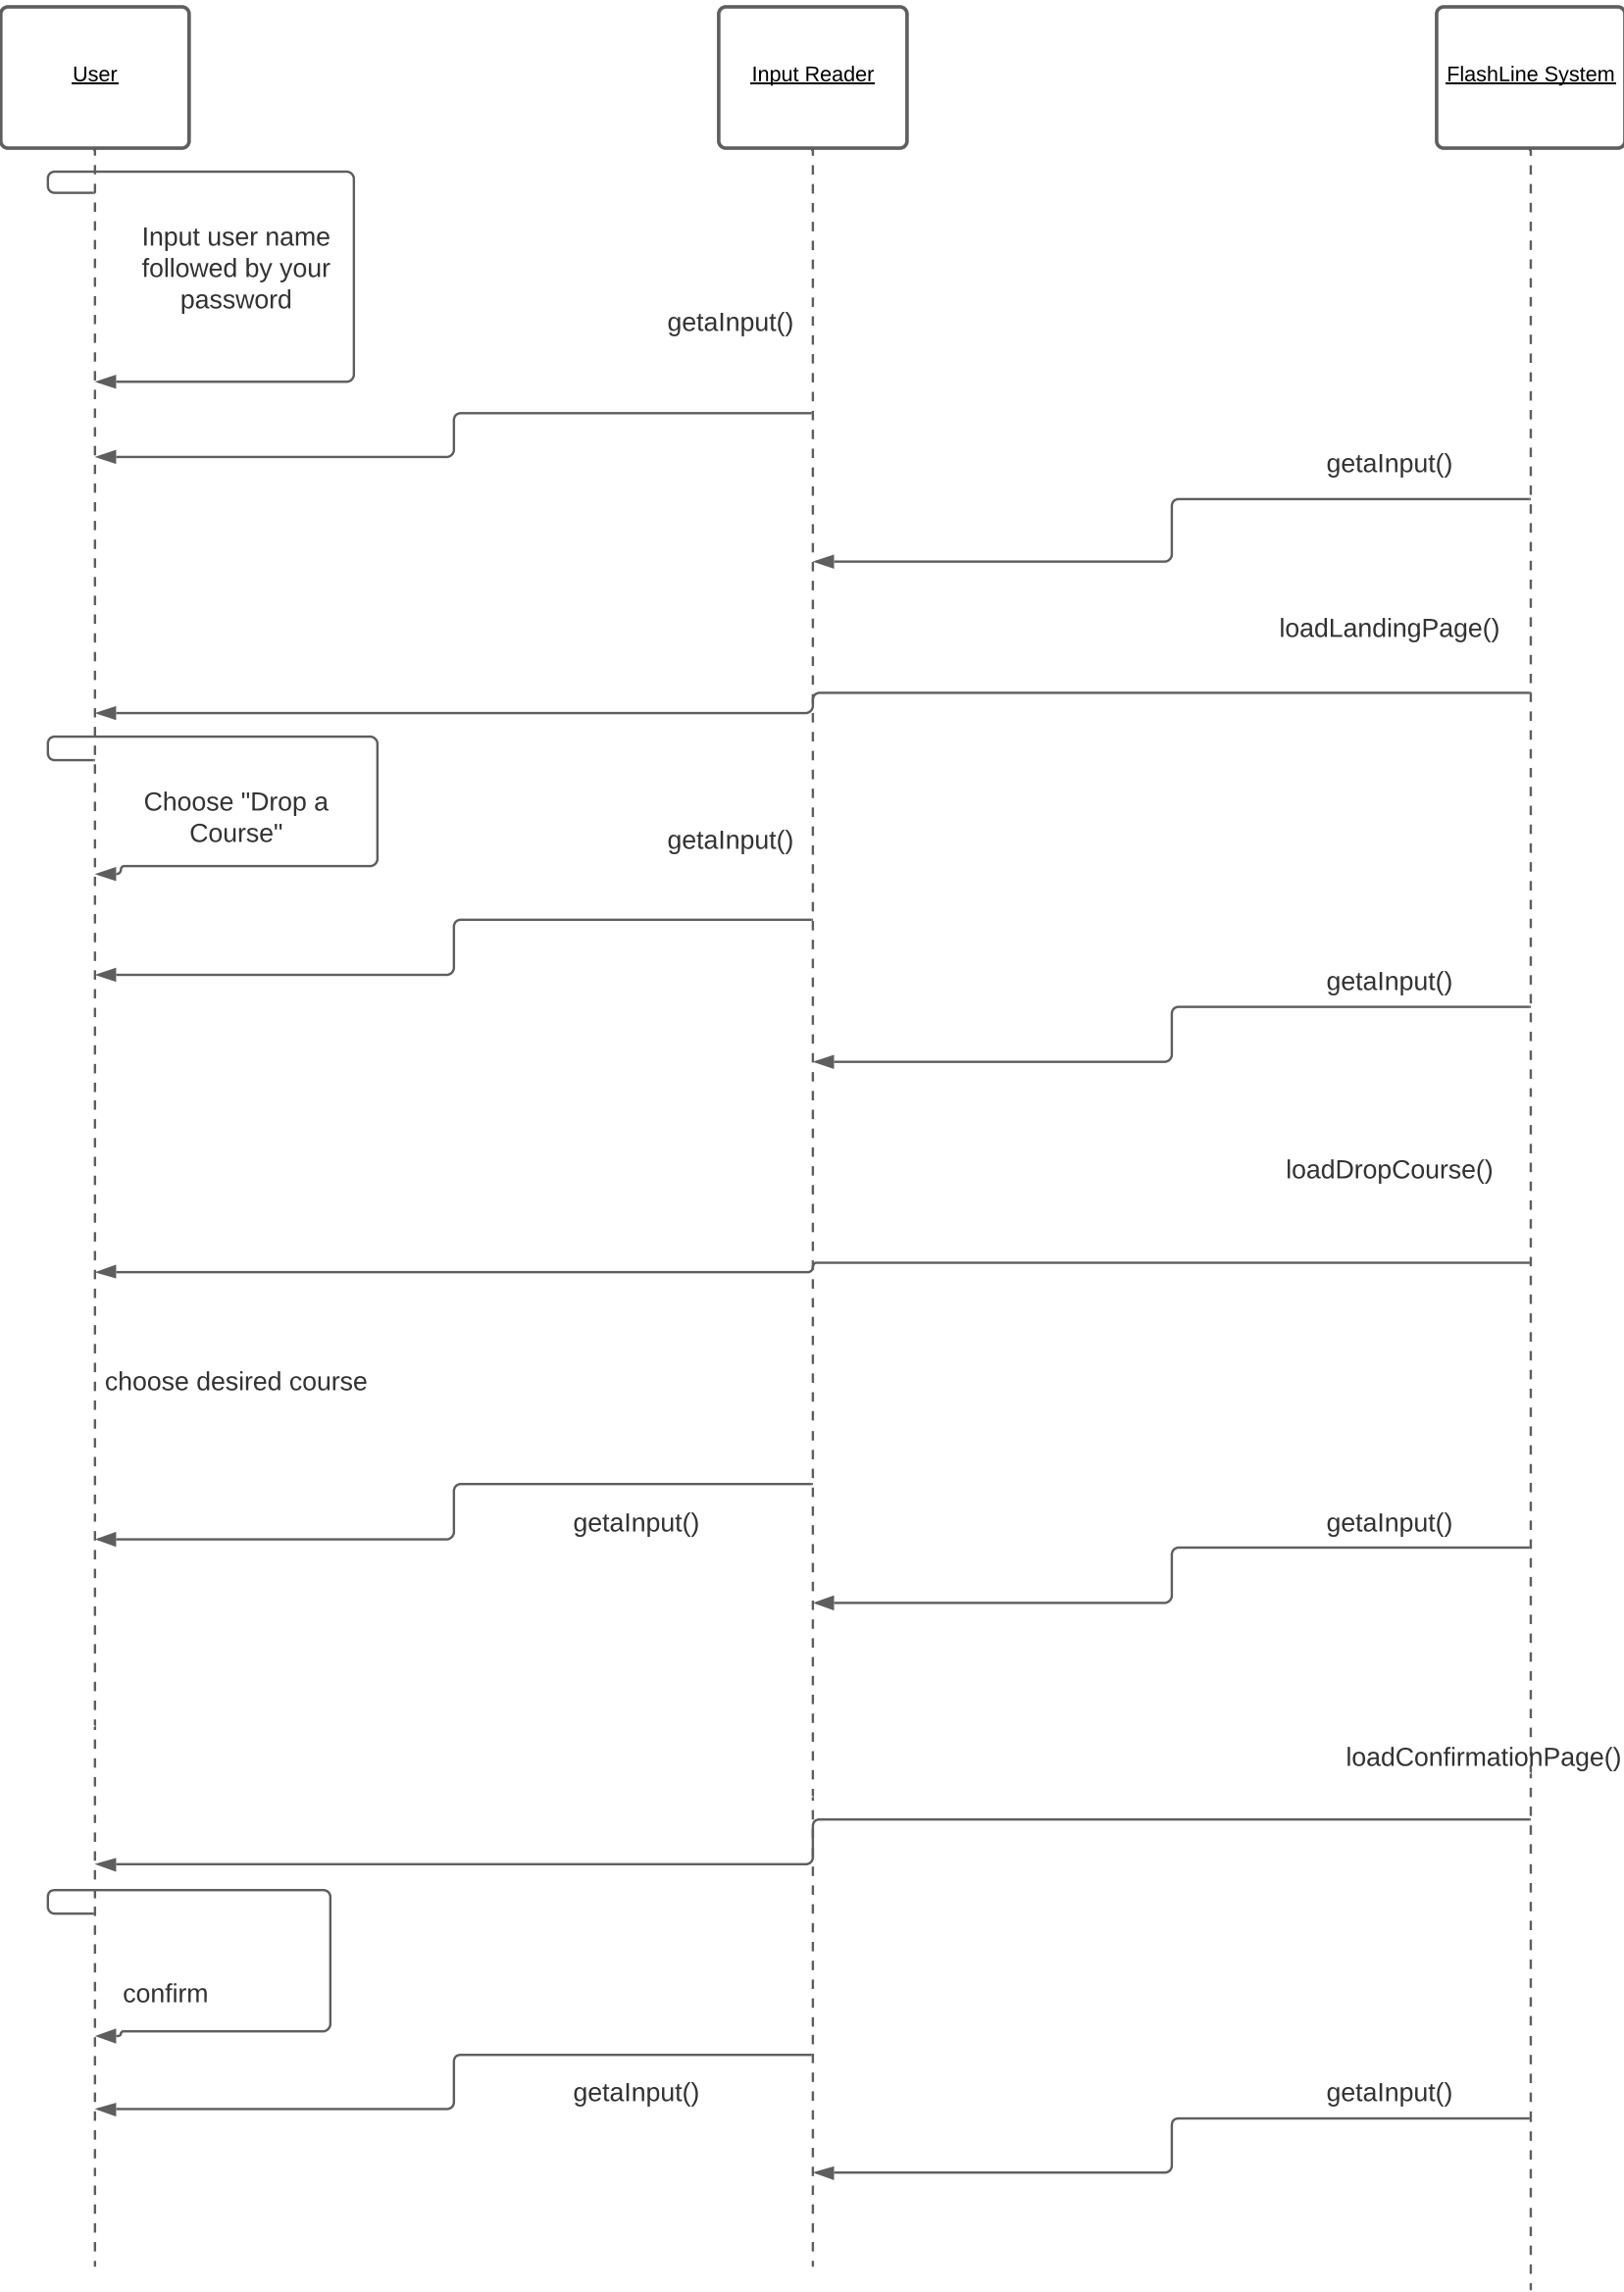 User
Input Reader
FlashLine System
Input user name
followed by your
password
getaInput()
getaInput()
loadLandingPage()
Choose "Drop a
Course"
getaInput()
getaInput()
loadDropCourse()
choose desired course
getaInput()
getaInput()
loadConfirmationPage()
confirm
getaInput()
getaInput()